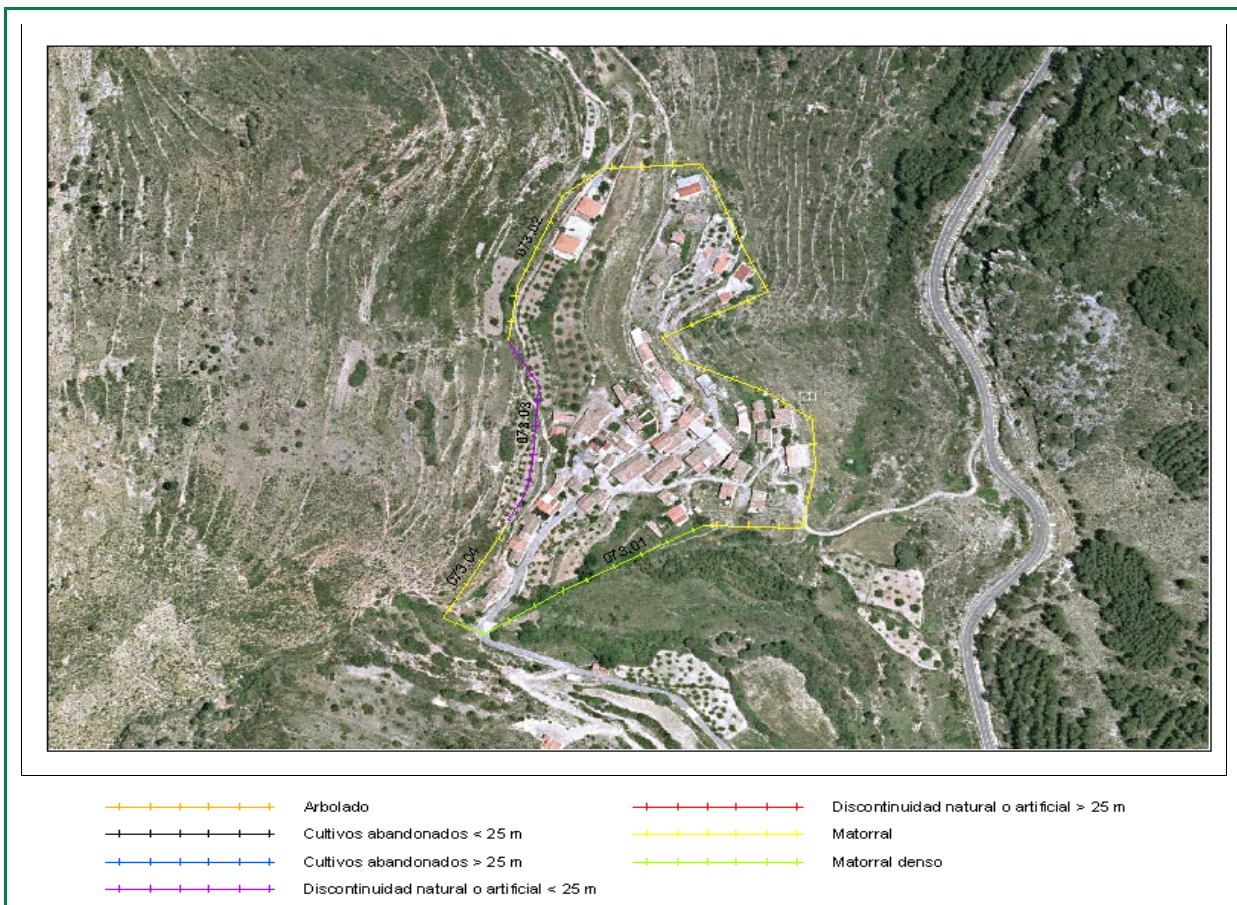 073.02
073.03
073.04
073.01
Arbolado
Cultivos abandonados < 25 m
Cultivos abandonados > 25 m
Discontinuidad natural o artificial < 25 m
Discontinuidad natural o artificial > 25 m
Matorral
Matorral denso